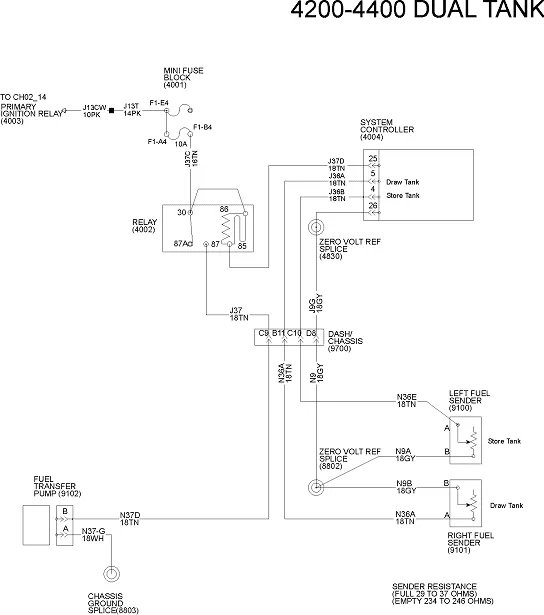 4200-4400 DUAL TANK
MINI FUSE
BLOCK
(4001)
TO CH02_14
PRIMARY
IGNITION RELAY
(4003)
J13CW
10PK
J13T
14PK
F1-E4
F1-A4
F1-B4
10A
J37C
16TN
SYSTEM
CONTROLLER
(4004)
J37D
18TN
25
J36A
18TN
5
Draw Tank
J36B
18TN
4
Store Tank
26
RELAY
(4002)
30
86
87A
87
85
ZERO VOLT REF
SPLICE
(4830)
J37
18TN
J9G
18GY
C9
B11
C10
D8
DASH/
CHASSIS
(9700)
N36A
18TN
N9
18GY
N36E
18TN
LEFT FUEL
SENDER
(9100)
A
B
Store Tank
ZERO VOLT REF
SPLICE
(8802)
N9A
18GY
N9B
18GY
B
A
Draw Tank
N36A
18TN
RIGHT FUEL
SENDER
(9101)
FUEL
TRANSFER
PUMP (9102)
B
A
N37D
18TN
N37-G
18WH
CHASSIS
GROUND
SPLICE(8803)
SENDER RESISTANCE
(FULL 29 TO 37 OHMS)
(EMPTY 234 TO 246 OHMS)